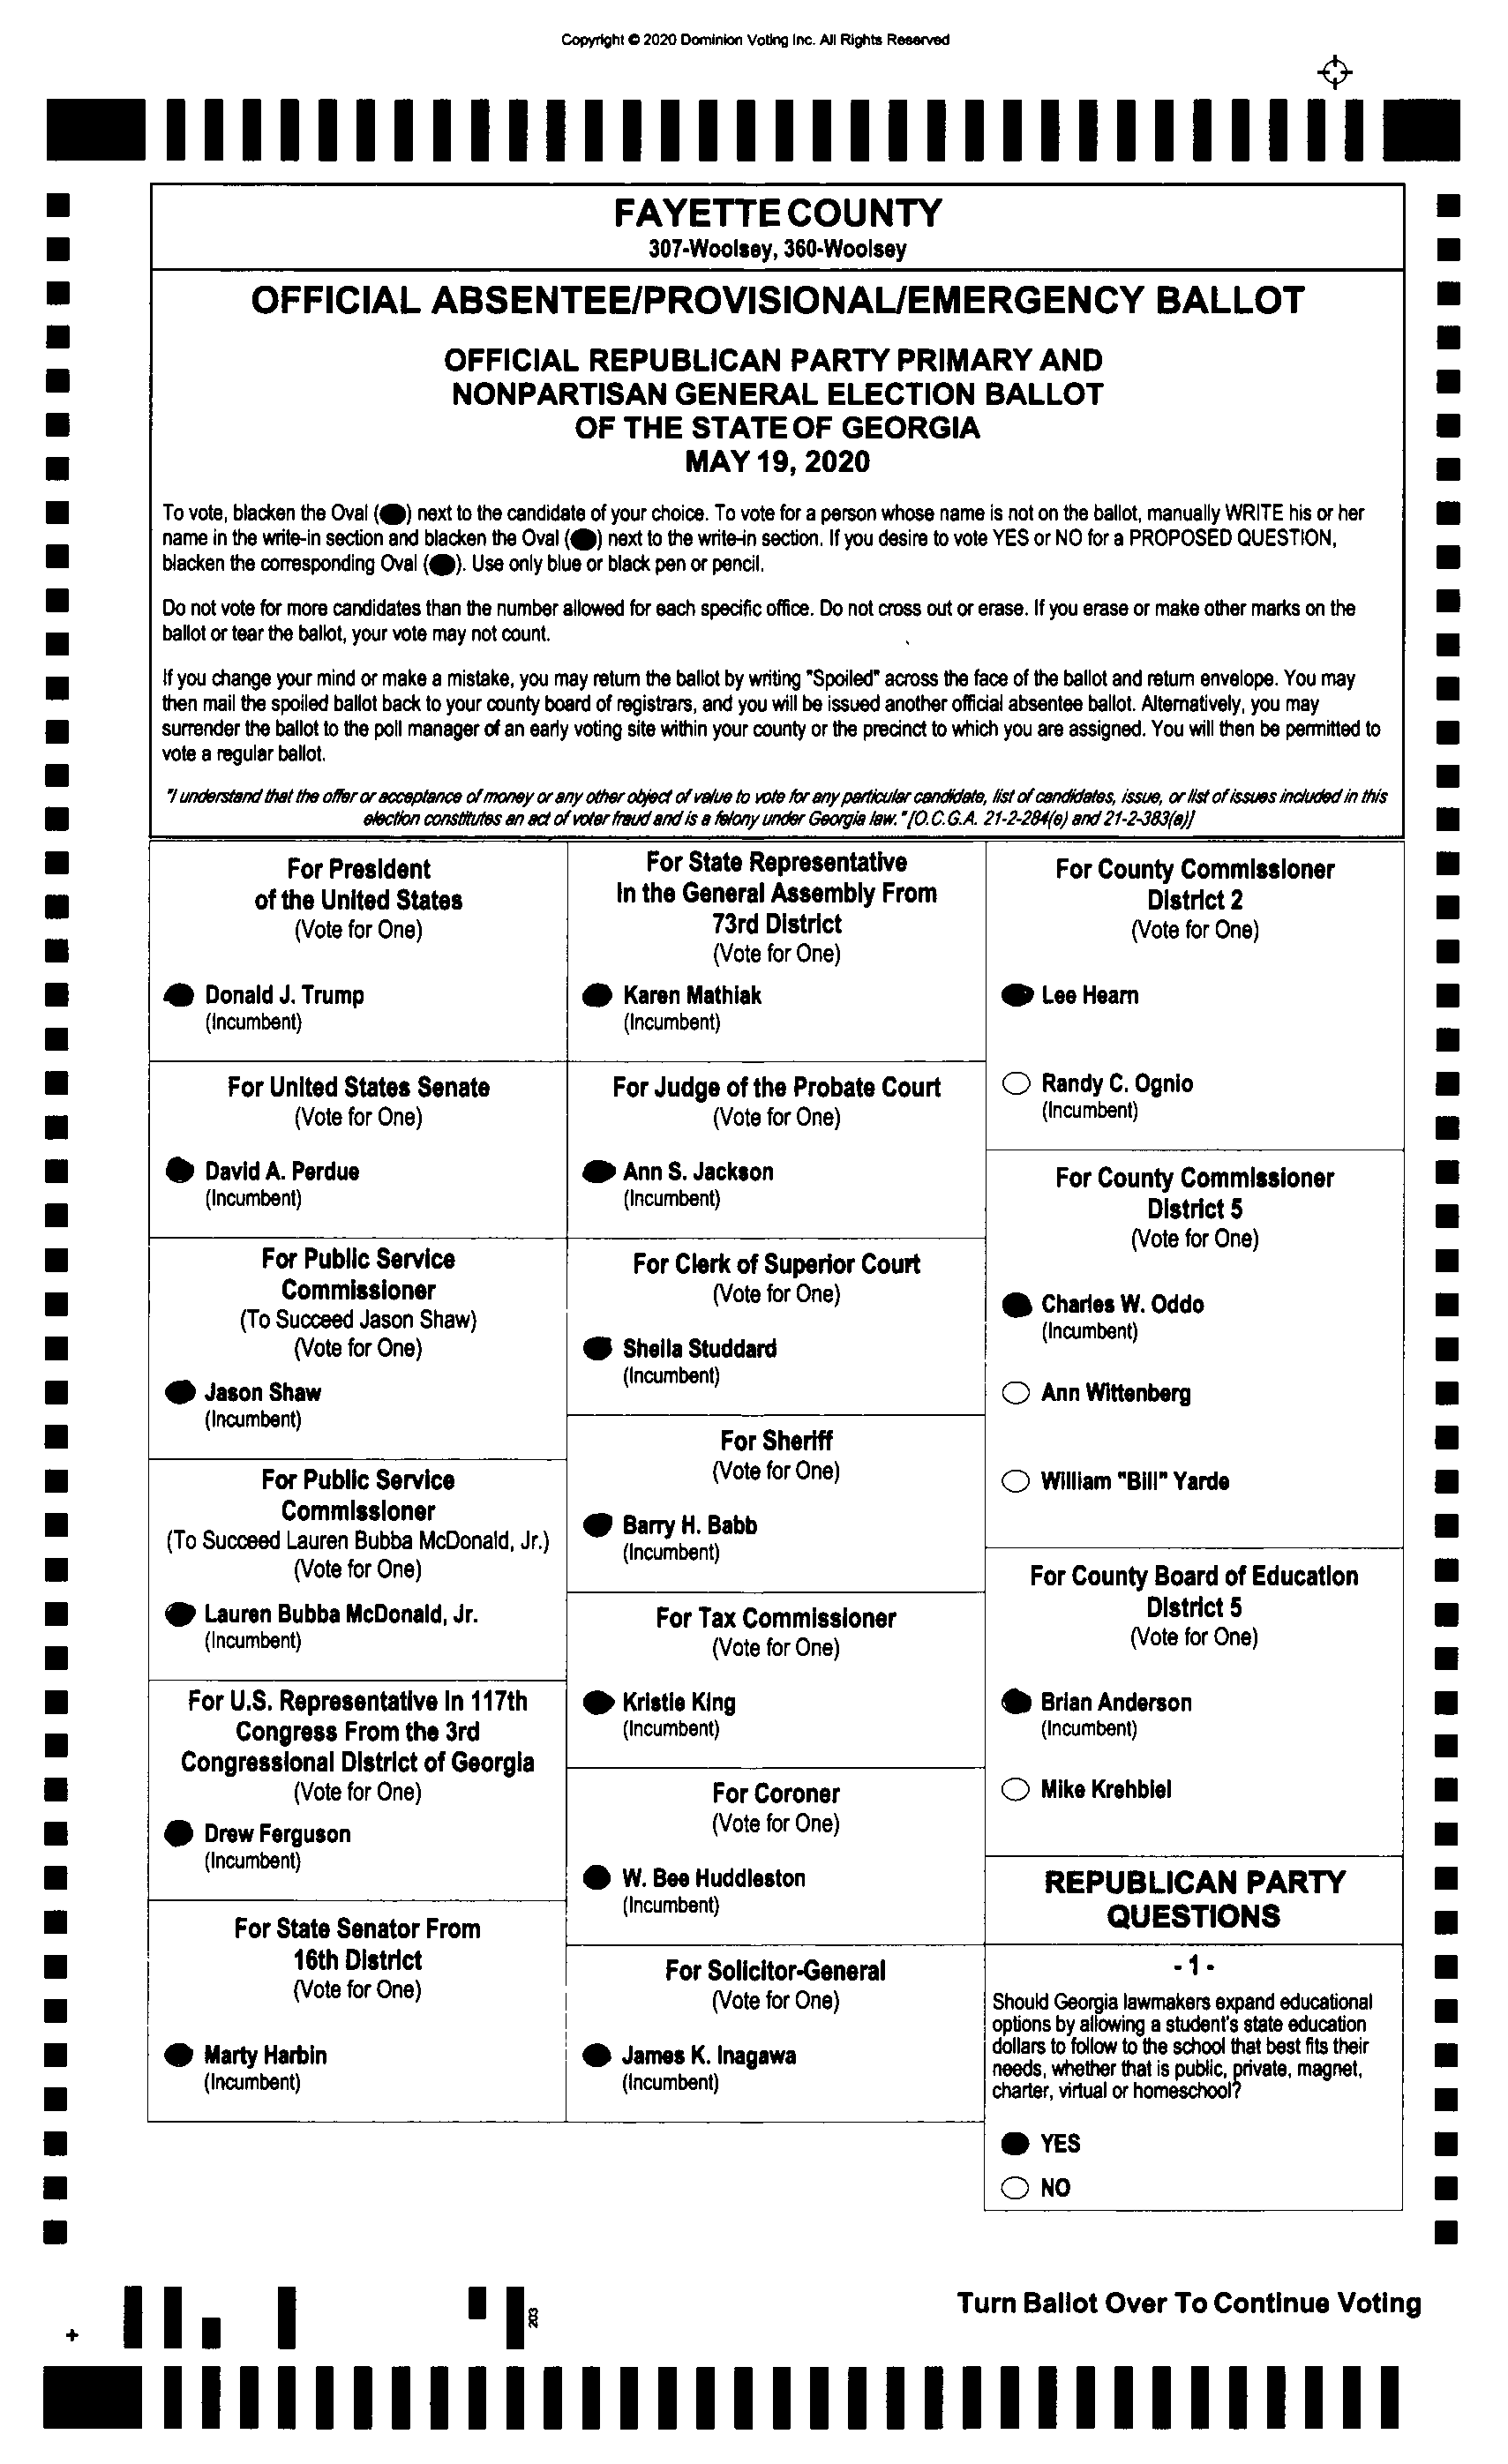 Copyright © 2020 Dominion Voting Inc. All Rights Reserved
FAYETTE COUNTY
307-Woolsey, 360-Woolsey
OFFICIAL ABSENTEE/PROVISIONAL/EMERGENCY BALLOT
OFFICIAL REPUBLICAN PARTY PRIMARY AND
NONPARTISAN GENERAL ELECTION BALLOT
OF THE STATE OF GEORGIA
MAY 19, 2020
To vote, blacken the Oval () next to the candidate of your choice. To vote for a person whose name is not on the ballot, manually WRITE his or her
name in the write-in section and blacken the Oval () next to the write-in section. If you desire to vote YES or NO for a PROPOSED QUESTION,
blacken the corresponding Oval (). Use only blue or black pen or pencil.
Do not vote for more candidates than the number allowed for each specific office. Do not cross out or erase. If you erase or make other marks on the
ballot or tear the ballot, your vote may not count.
If you change your mind or make a mistake, you may return the ballot by writing "Spoiled" across the face of the ballot and return envelope. You may
then mail the spoiled ballot back to your county board of registrars, and you will be issued another official absentee ballot. Alternatively, you may
surrender the ballot to the poll manager of an early voting site within your county or the precinct to which you are assigned. You will then be permitted to
vote a regular ballot.
"I understand that the offer or acceptance of money or any other object of value to vote for any particular candidate, list of candidates, issue, or list of issues included in this
election constitutes an act of voter fraud and is a felony under Georgia law." [O.C.G.A. 21-2-284(e) and 21-2-383(a)]
For President
of the United States
(Vote for One)
Donald J. Trump
(Incumbent)
For United States Senate
(Vote for One)
David A. Perdue
(Incumbent)
For Public Service
Commissioner
(To Succeed Jason Shaw)
(Vote for One)
Jason Shaw
(Incumbent)
For Public Service
Commissioner
(To Succeed Lauren Bubba McDonald, Jr.)
(Vote for One)
Lauren Bubba McDonald, Jr.
(Incumbent)
For U.S. Representative in 117th
Congress From the 3rd
Congressional District of Georgia
(Vote for One)
Drew Ferguson
(Incumbent)
For State Senator From
16th District
(Vote for One)
Marty Harbin
(Incumbent)
For State Representative
In the General Assembly From
73rd District
(Vote for One)
Karen Mathiak
(Incumbent)
For Judge of the Probate Court
(Vote for One)
Ann S. Jackson
(Incumbent)
For Clerk of Superior Court
(Vote for One)
Sheila Studdard
(Incumbent)
For Sheriff
(Vote for One)
Barry H. Babb
(Incumbent)
For Tax Commissioner
(Vote for One)
Kristie King
(Incumbent)
For Coroner
(Vote for One)
W. Bee Huddleston
(Incumbent)
For Solicitor-General
(Vote for One)
James K. Inagawa
(Incumbent)
For County Commissioner
District 2
(Vote for One)
Lee Hearn
Randy C. Ognio
(Incumbent)
For County Commissioner
District 5
(Vote for One)
Charles W. Oddo
(Incumbent)
Ann Wittenberg
William "Bill" Yarde
For County Board of Education
District 5
(Vote for One)
Brian Anderson
(Incumbent)
Mike Krehbiel
REPUBLICAN PARTY
QUESTIONS
- 1 -
Should Georgia lawmakers expand educational
options by allowing a student's state education
dollars to follow to the school that best fits their
needs, whether that is public, private, magnet,
charter, virtual or homeschool?
YES
NO
203
Turn Ballot Over To Continue Voting